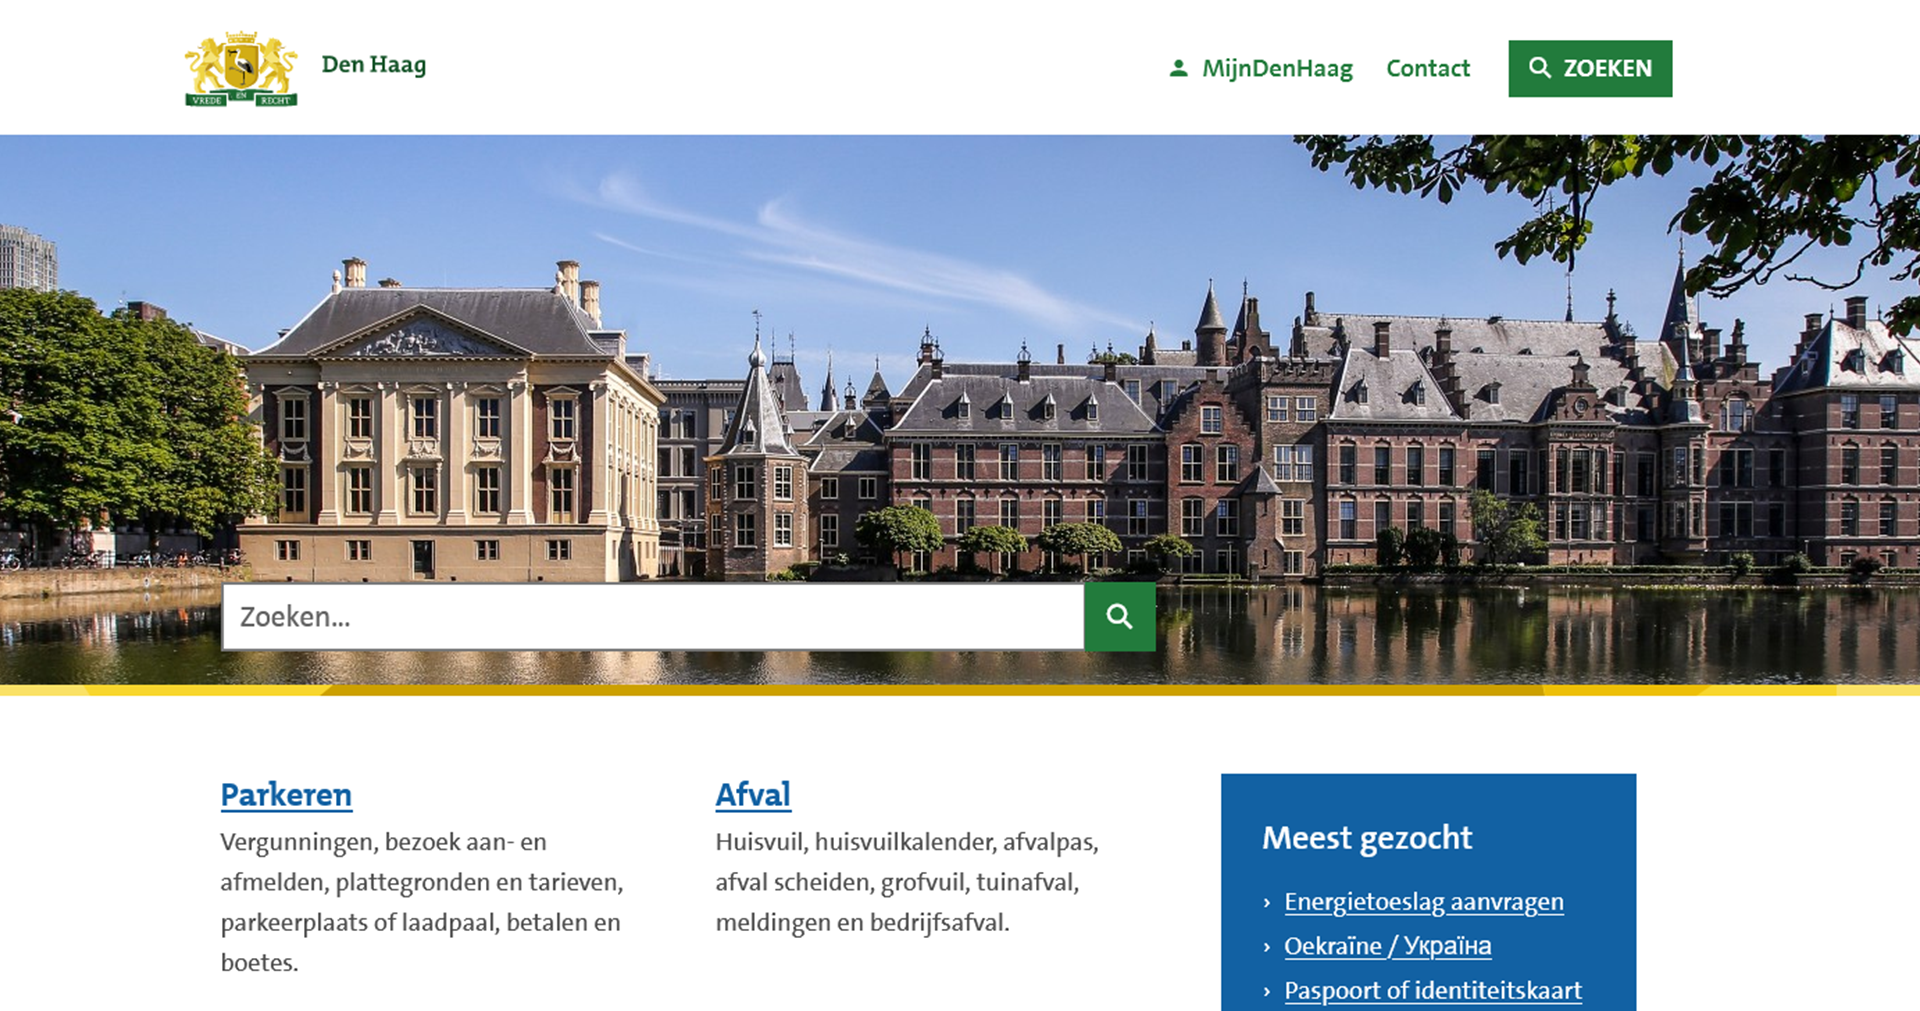 VREDE EN RECHT
Den Haag
MijnDenHaag
Contact
ZOEKEN
Zoeken...
Parkeren
Vergunningen, bezoek aan- en
afmelden, plattegronden en tarieven,
parkeerplaats of laadpaal, betalen en
boetes.
Afval
Huisvuil, huisvuilkalender, afvalpas,
afval scheiden, grofvuil, tuinafval,
meldingen en bedrijfsafval.
Meest gezocht
› Energietoeslag aanvragen
› Oekraïne / Україна
› Paspoort of identiteitskaart